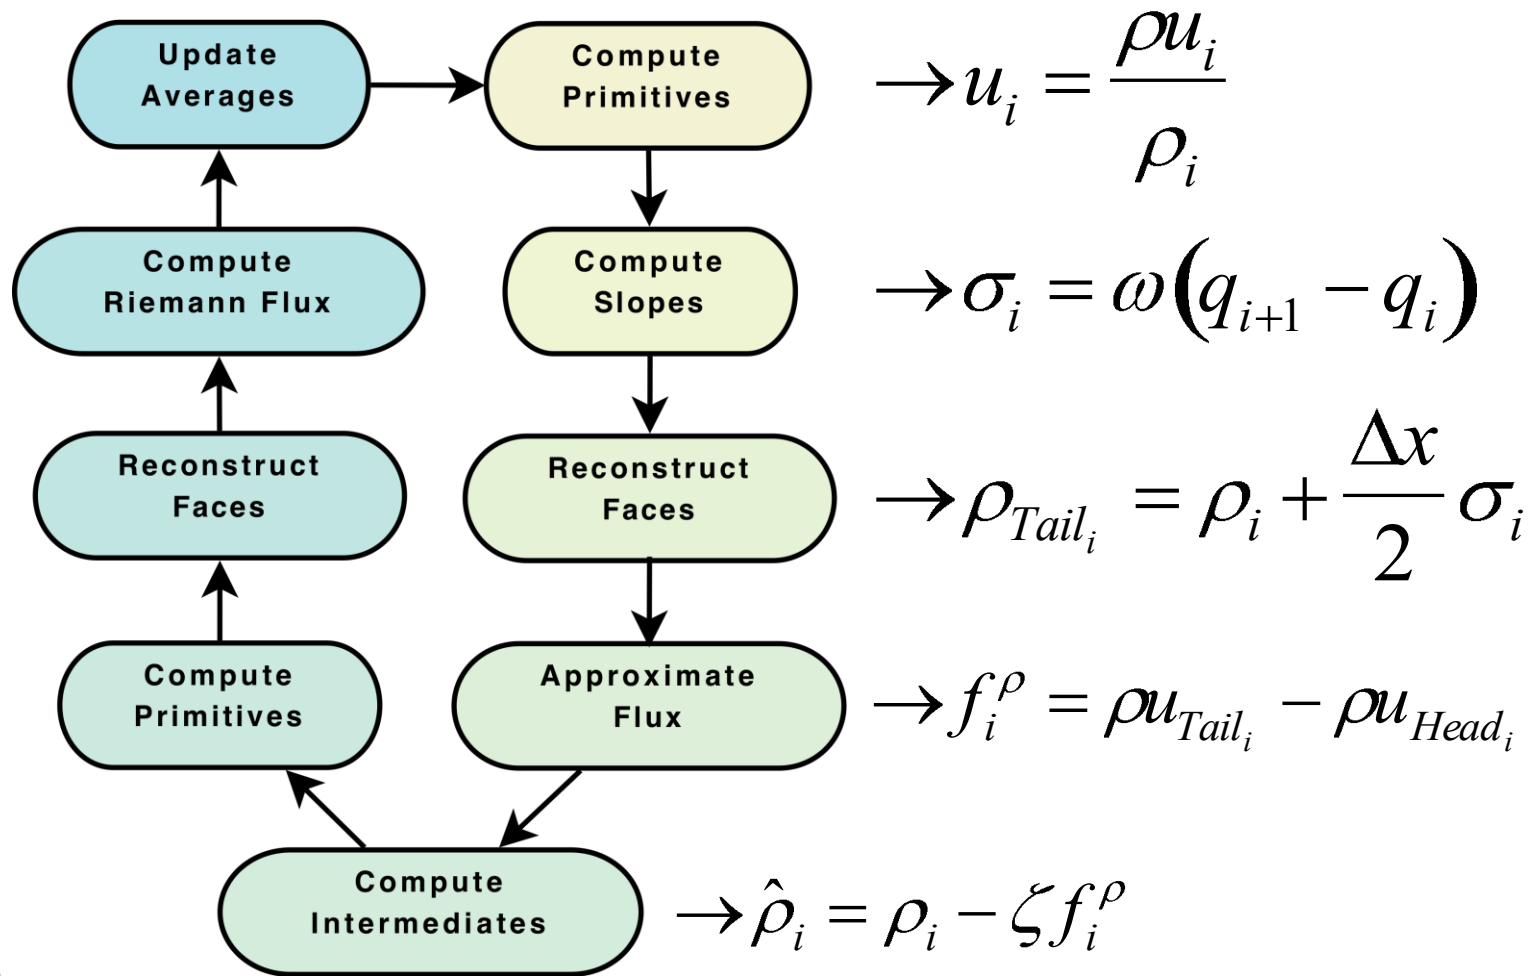 Update
Averages
Compute
Primitives
→ u_i = ρu_i / ρ_i
Compute
Riemann Flux
Compute
Slopes
→ σ_i = ω(q_{i+1} − q_i)
Reconstruct
Faces
Reconstruct
Faces
→ ρ_{Tail_i} = ρ_i + Δx/2 σ_i
Compute
Primitives
Approximate
Flux
→ f_i^ρ = ρu_{Tail_i} − ρu_{Head_i}
Compute
Intermediates
→ ρ̂_i = ρ_i − ζf_i^ρ